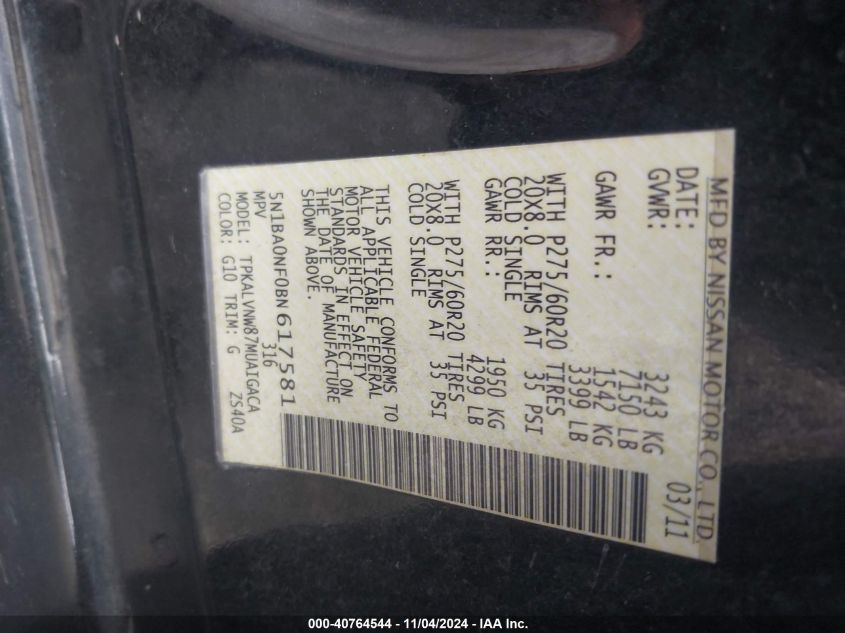 MFD BY NISSAN MOTOR CO., LTD.
DATE: 03/11
GVWR: 3243 KG
7150 LB
GAWR FR.: 1542 KG
3399 LB
WITH P275/60R20 TIRES
20X8.0 RIMS AT 35 PSI
COLD SINGLE
GAWR RR.: 1950 KG
4299 LB
WITH P275/60R20 TIRES
20X8.0 RIMS AT 35 PSI
COLD SINGLE
THIS VEHICLE CONFORMS TO
ALL APPLICABLE FEDERAL
MOTOR VEHICLE SAFETY
STANDARDS IN EFFECT ON
THE DATE OF MANUFACTURE
SHOWN ABOVE.
5N1BA0NF0BN617581
MPV 316
MODEL: TPKALVNW87MUAIGACA
COLOR: G10 TRIM: G ZS40A
000-40764544 - 11/04/2024 - IAA Inc.